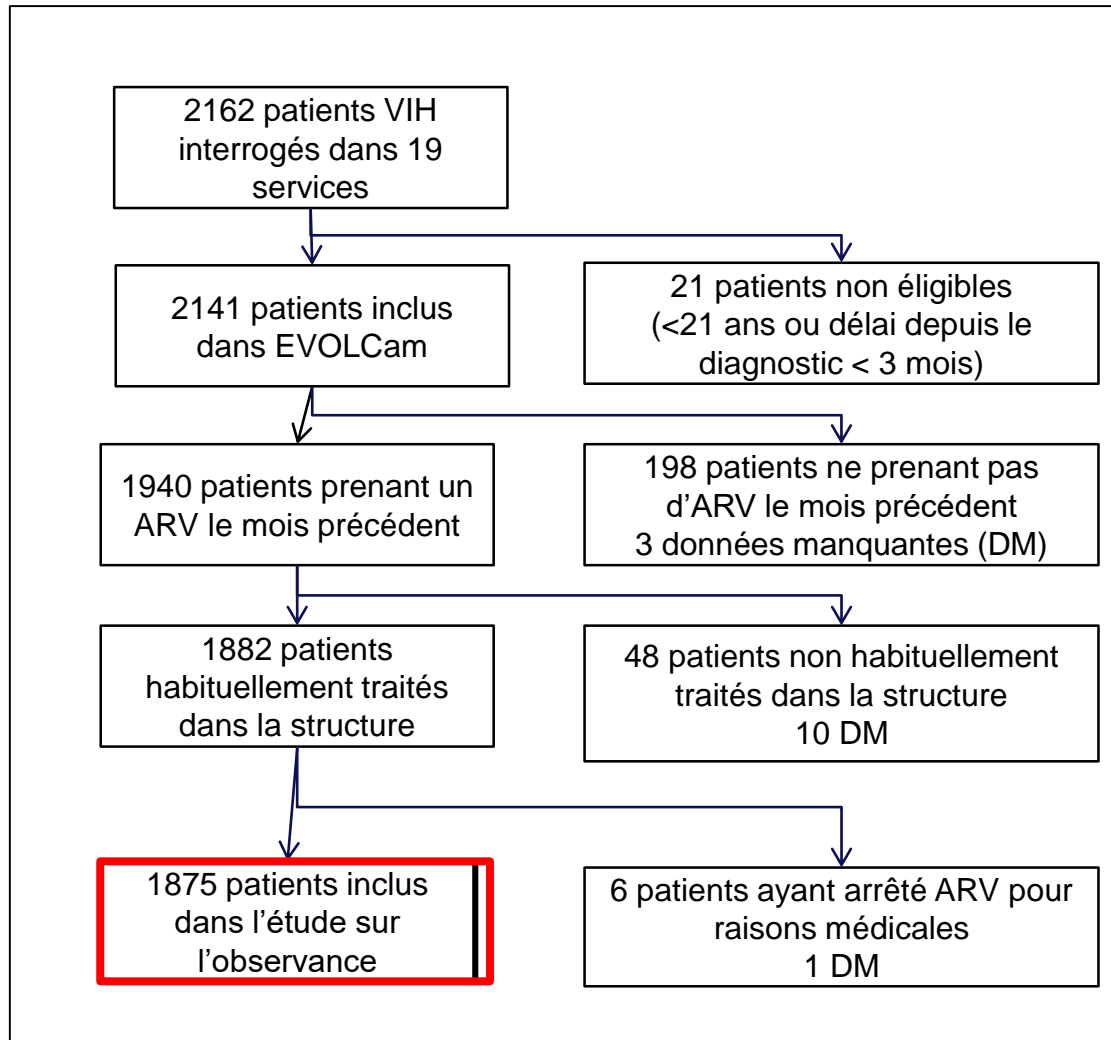 2162 patients VIH
interrogés dans 19
services
2141 patients inclus
dans EVOLCam
21 patients non éligibles
(<21 ans ou délai depuis le
diagnostic < 3 mois)
1940 patients prenant un
ARV le mois précédent
198 patients ne prenant pas
d’ARV le mois précédent
3 données manquantes (DM)
1882 patients
habituellement traités
dans la structure
48 patients non habituellement
traités dans la structure
10 DM
1875 patients inclus
dans l’étude sur
l’observance
6 patients ayant arrêté ARV pour
raisons médicales
1 DM